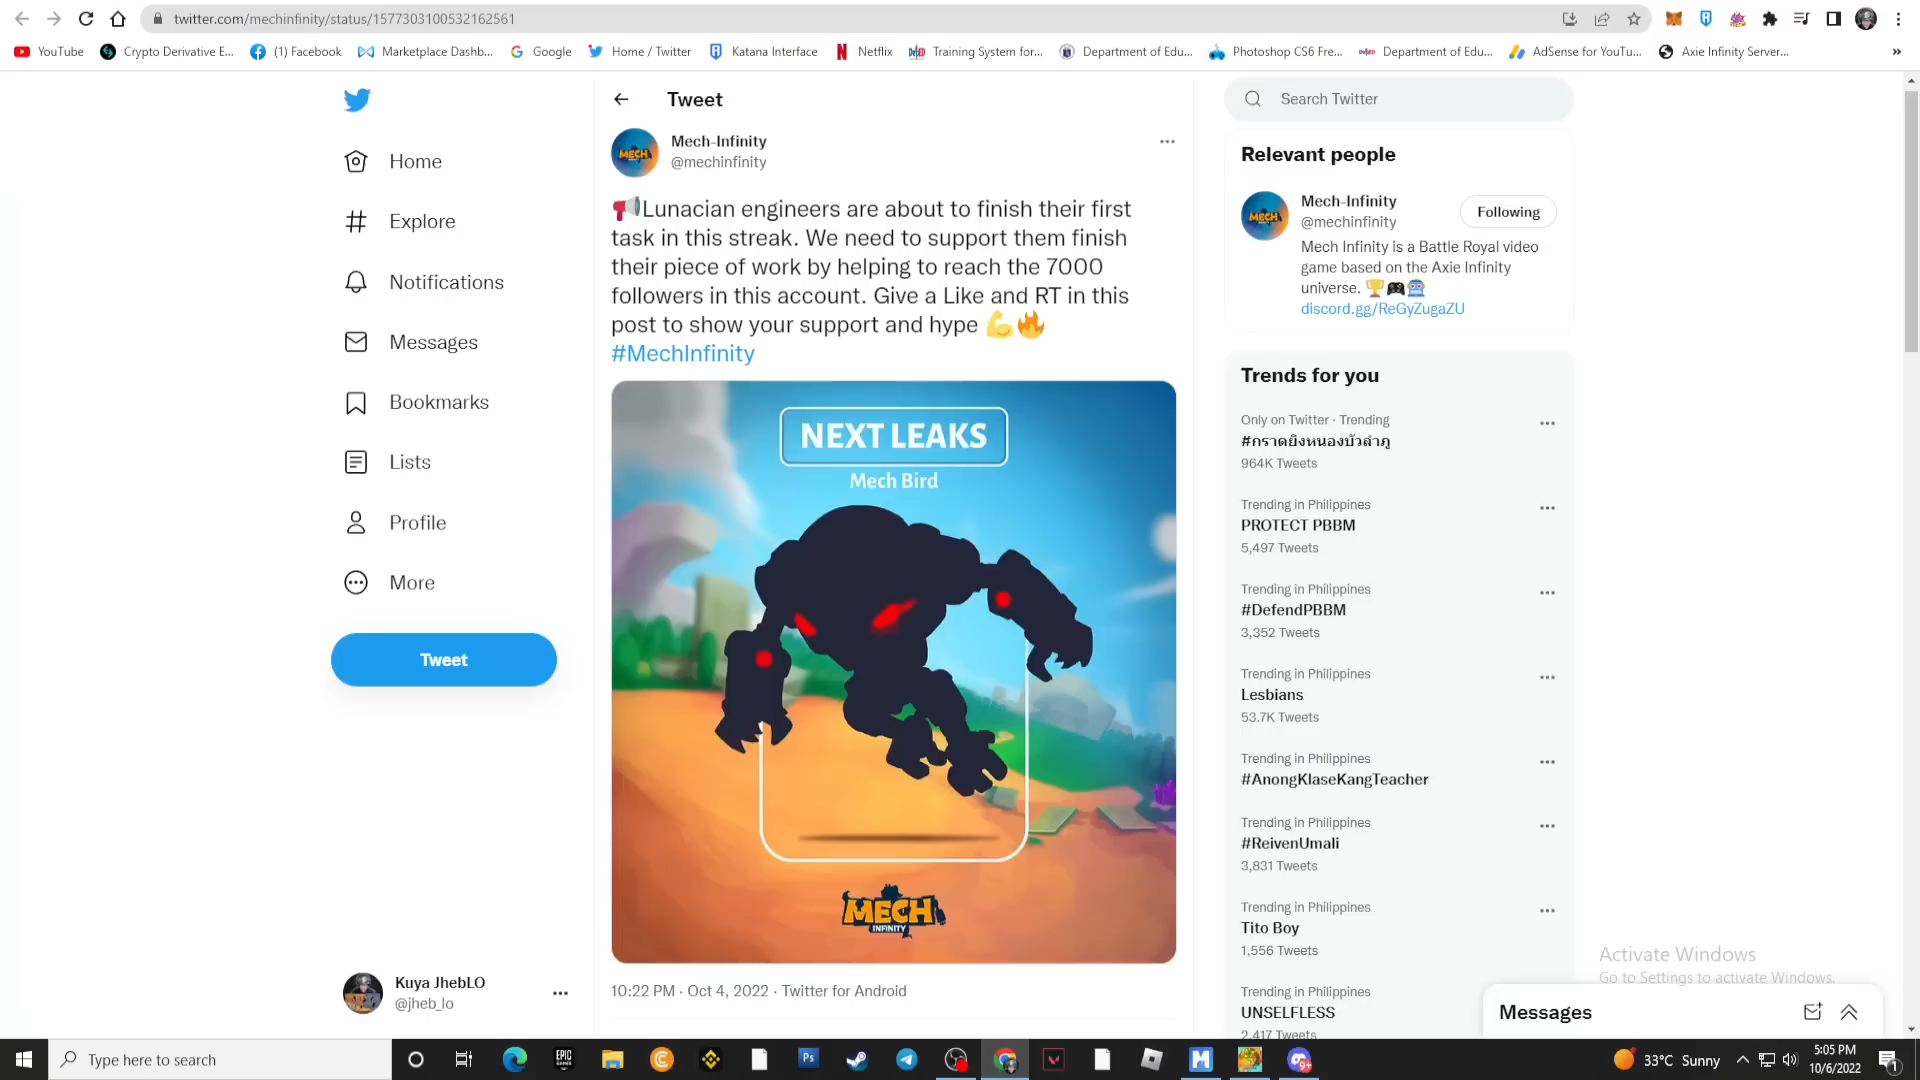 twitter.com/mechinfinity/status/1577303100532162561
YouTube
Crypto Derivative E...
(1) Facebook
Marketplace Dashb...
Google
Home / Twitter
Katana Interface
Netflix
Training System for...
Department of Edu...
Photoshop CS6 Fre...
Department of Edu...
AdSense for YouTu...
Axie Infinity Server...
Home
Explore
Notifications
Messages
Bookmarks
Lists
Profile
More
Tweet
Kuya JhebLO
@jheb_lo
Tweet
Mech-Infinity
@mechinfinity
📢Lunacian engineers are about to finish their first
task in this streak. We need to support them finish
their piece of work by helping to reach the 7000
followers in this account. Give a Like and RT in this
post to show your support and hype 💪🔥
#MechInfinity
NEXT LEAKS
Mech Bird
MECH
INFINITY
10:22 PM · Oct 4, 2022 · Twitter for Android
Search Twitter
Relevant people
Mech-Infinity
@mechinfinity
Following
Mech Infinity is a Battle Royal video
game based on the Axie Infinity
universe. 🏆🎮🤖
discord.gg/ReGyZugaZU
Trends for you
Only on Twitter · Trending
#กราดยิงหนองบัวลําภู
964K Tweets
Trending in Philippines
PROTECT PBBM
5,497 Tweets
Trending in Philippines
#DefendPBBM
3,352 Tweets
Trending in Philippines
Lesbians
53.7K Tweets
Trending in Philippines
#AnongKlaseKangTeacher
Trending in Philippines
#ReivenUmali
3,831 Tweets
Trending in Philippines
Tito Boy
1,556 Tweets
Trending in Philippines
UNSELFLESS
2,417 Tweets
Activate Windows
Go to Settings to activate Windows.
Messages
Type here to search
33°C Sunny
5:05 PM
10/6/2022